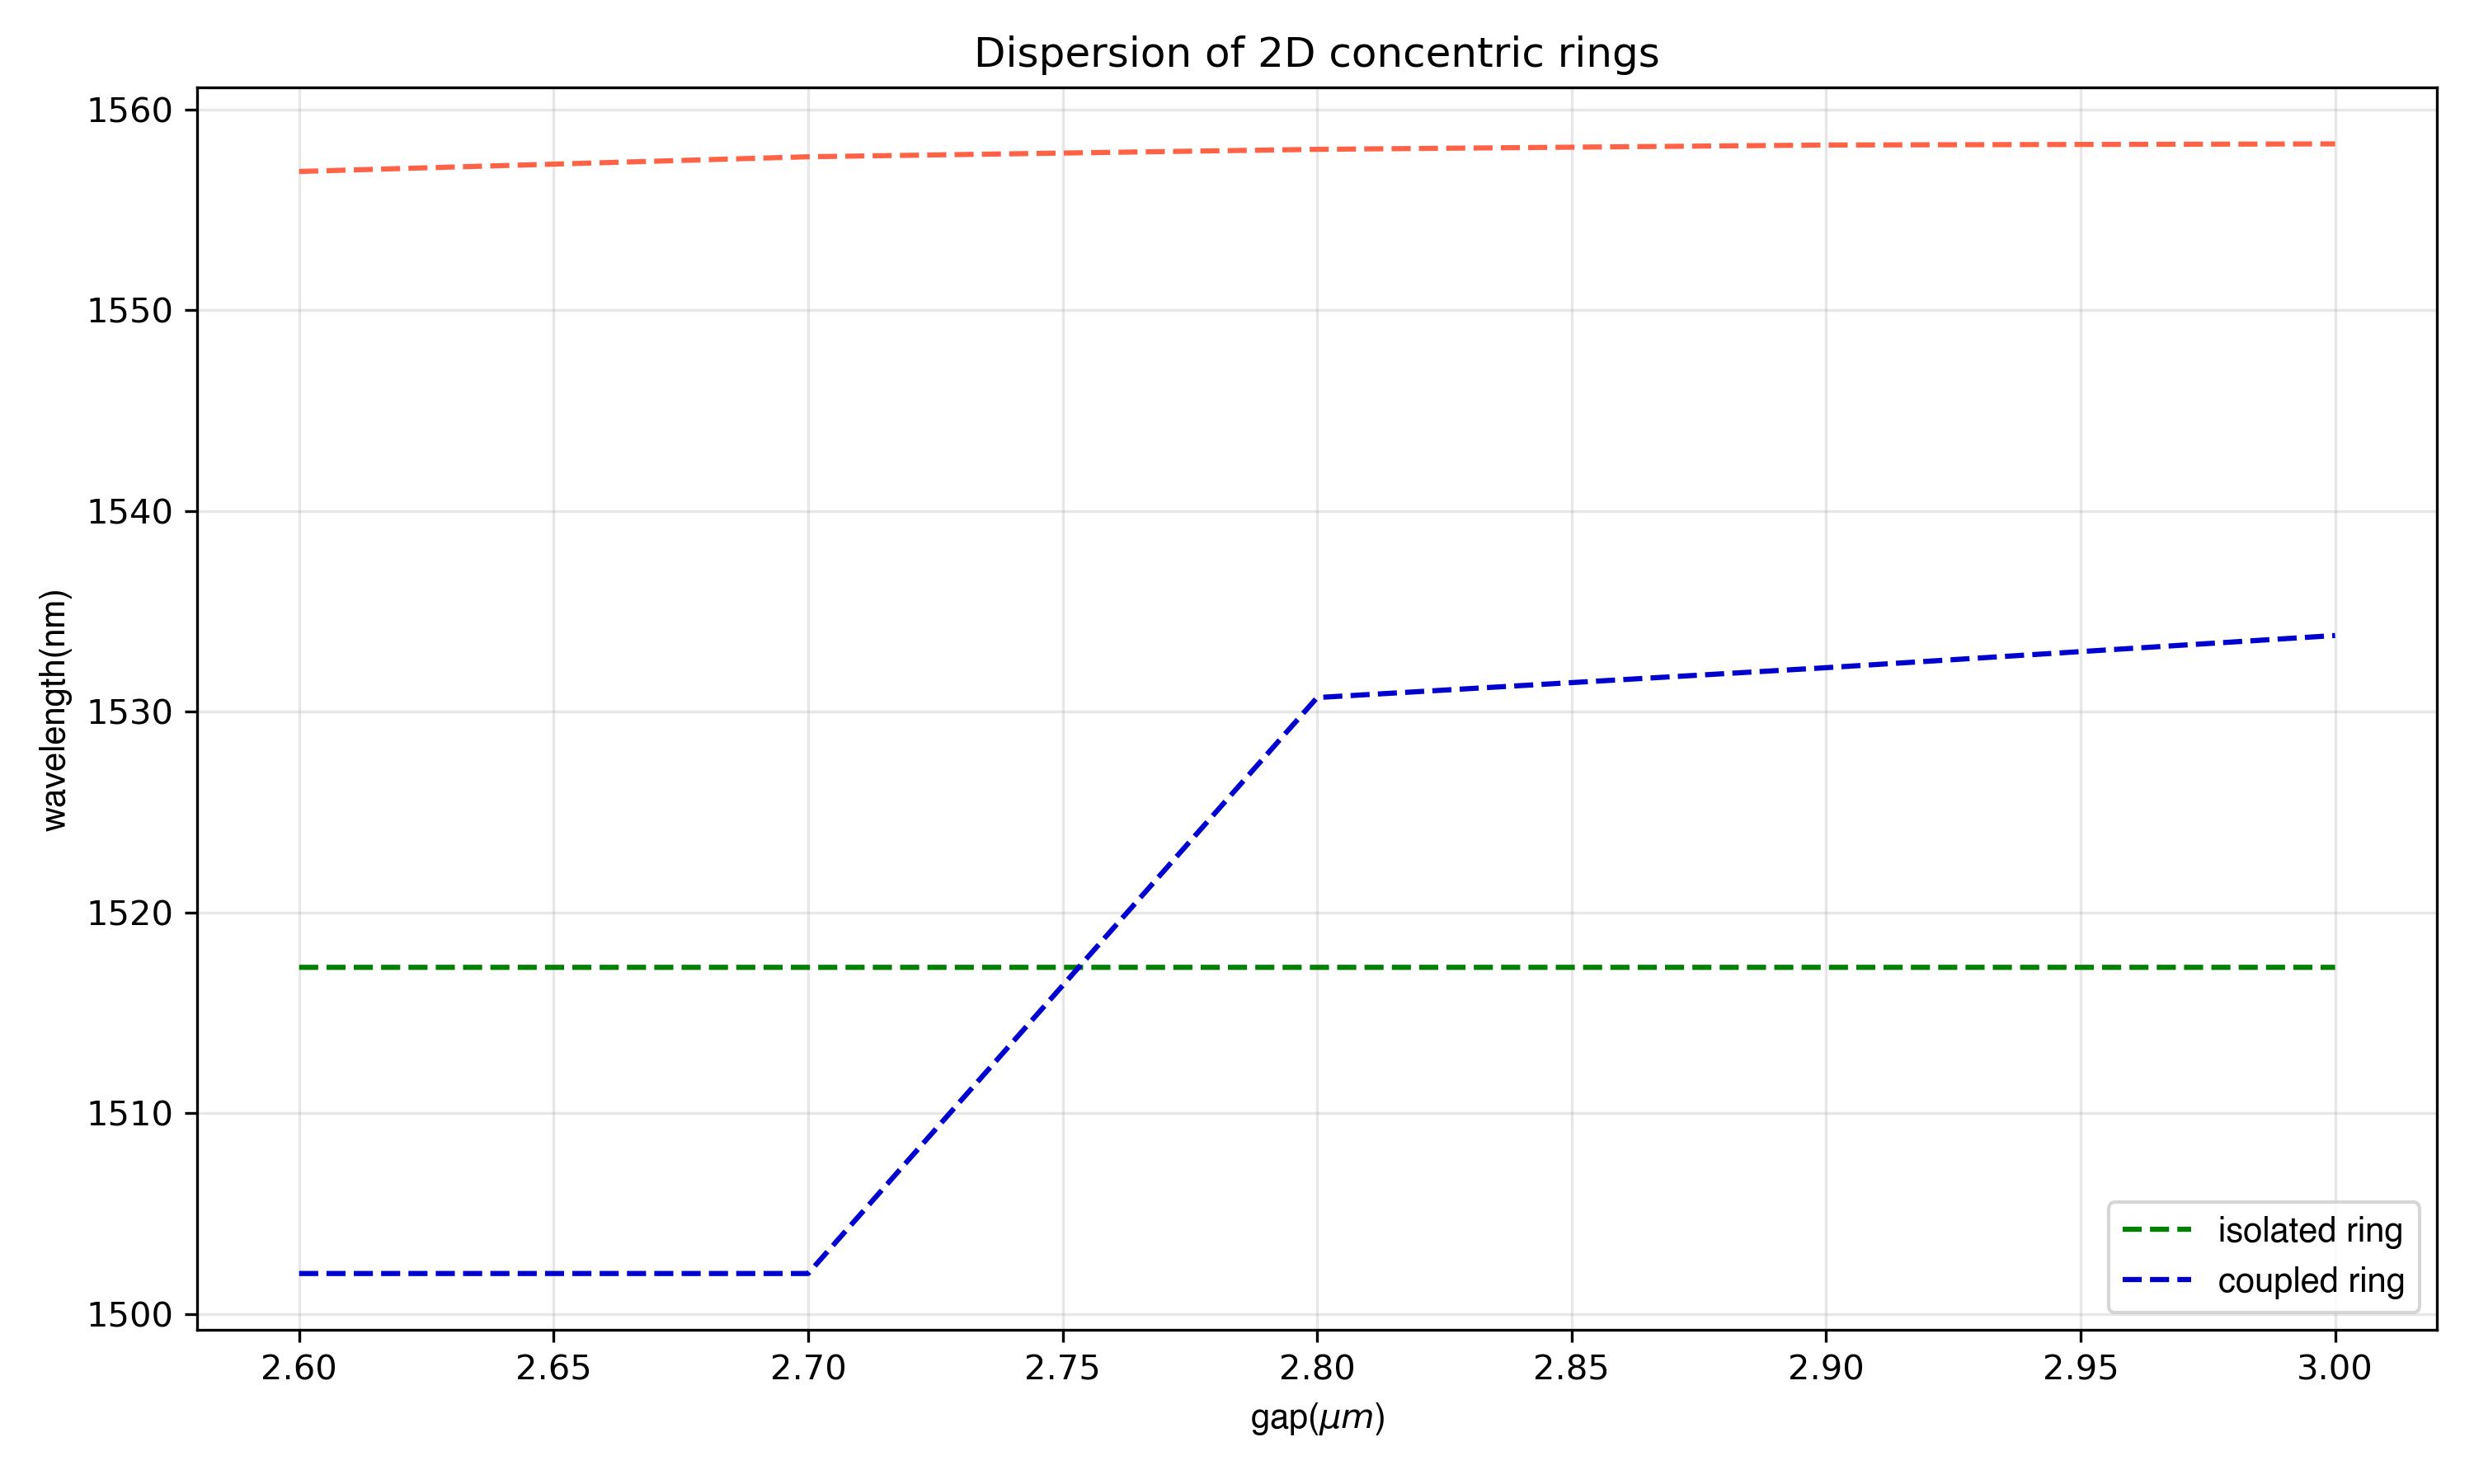 Dispersion of 2D concentric rings
1560
1550
1540
1530
1520
1510
1500
wavelength(nm)
2.60 2.65 2.70 2.75 2.80 2.85 2.90 2.95 3.00
gap(μm)
isolated ring
coupled ring